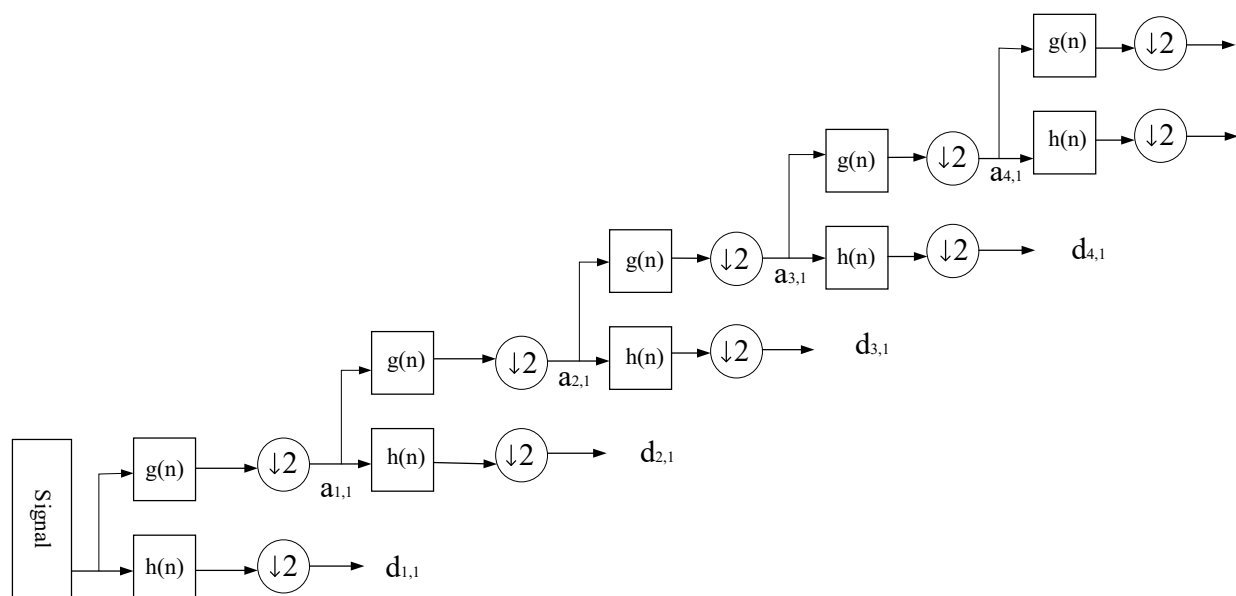 g(n) ↓2
h(n) ↓2
a4,1
g(n) ↓2
h(n) ↓2 d4,1
a3,1
g(n) ↓2
h(n) ↓2 d3,1
a2,1
g(n) ↓2
h(n) ↓2 d2,1
a1,1
Signal
g(n) ↓2
h(n) ↓2 d1,1